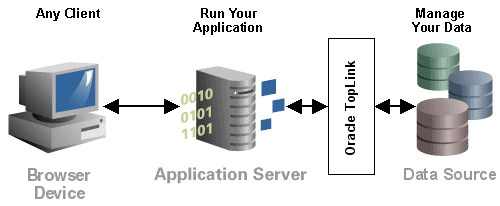 Any Client
Run Your
Application
Manage
Your Data
0010
0101
1101
Oracle TopLink
Browser
Device
Application Server
Data Source